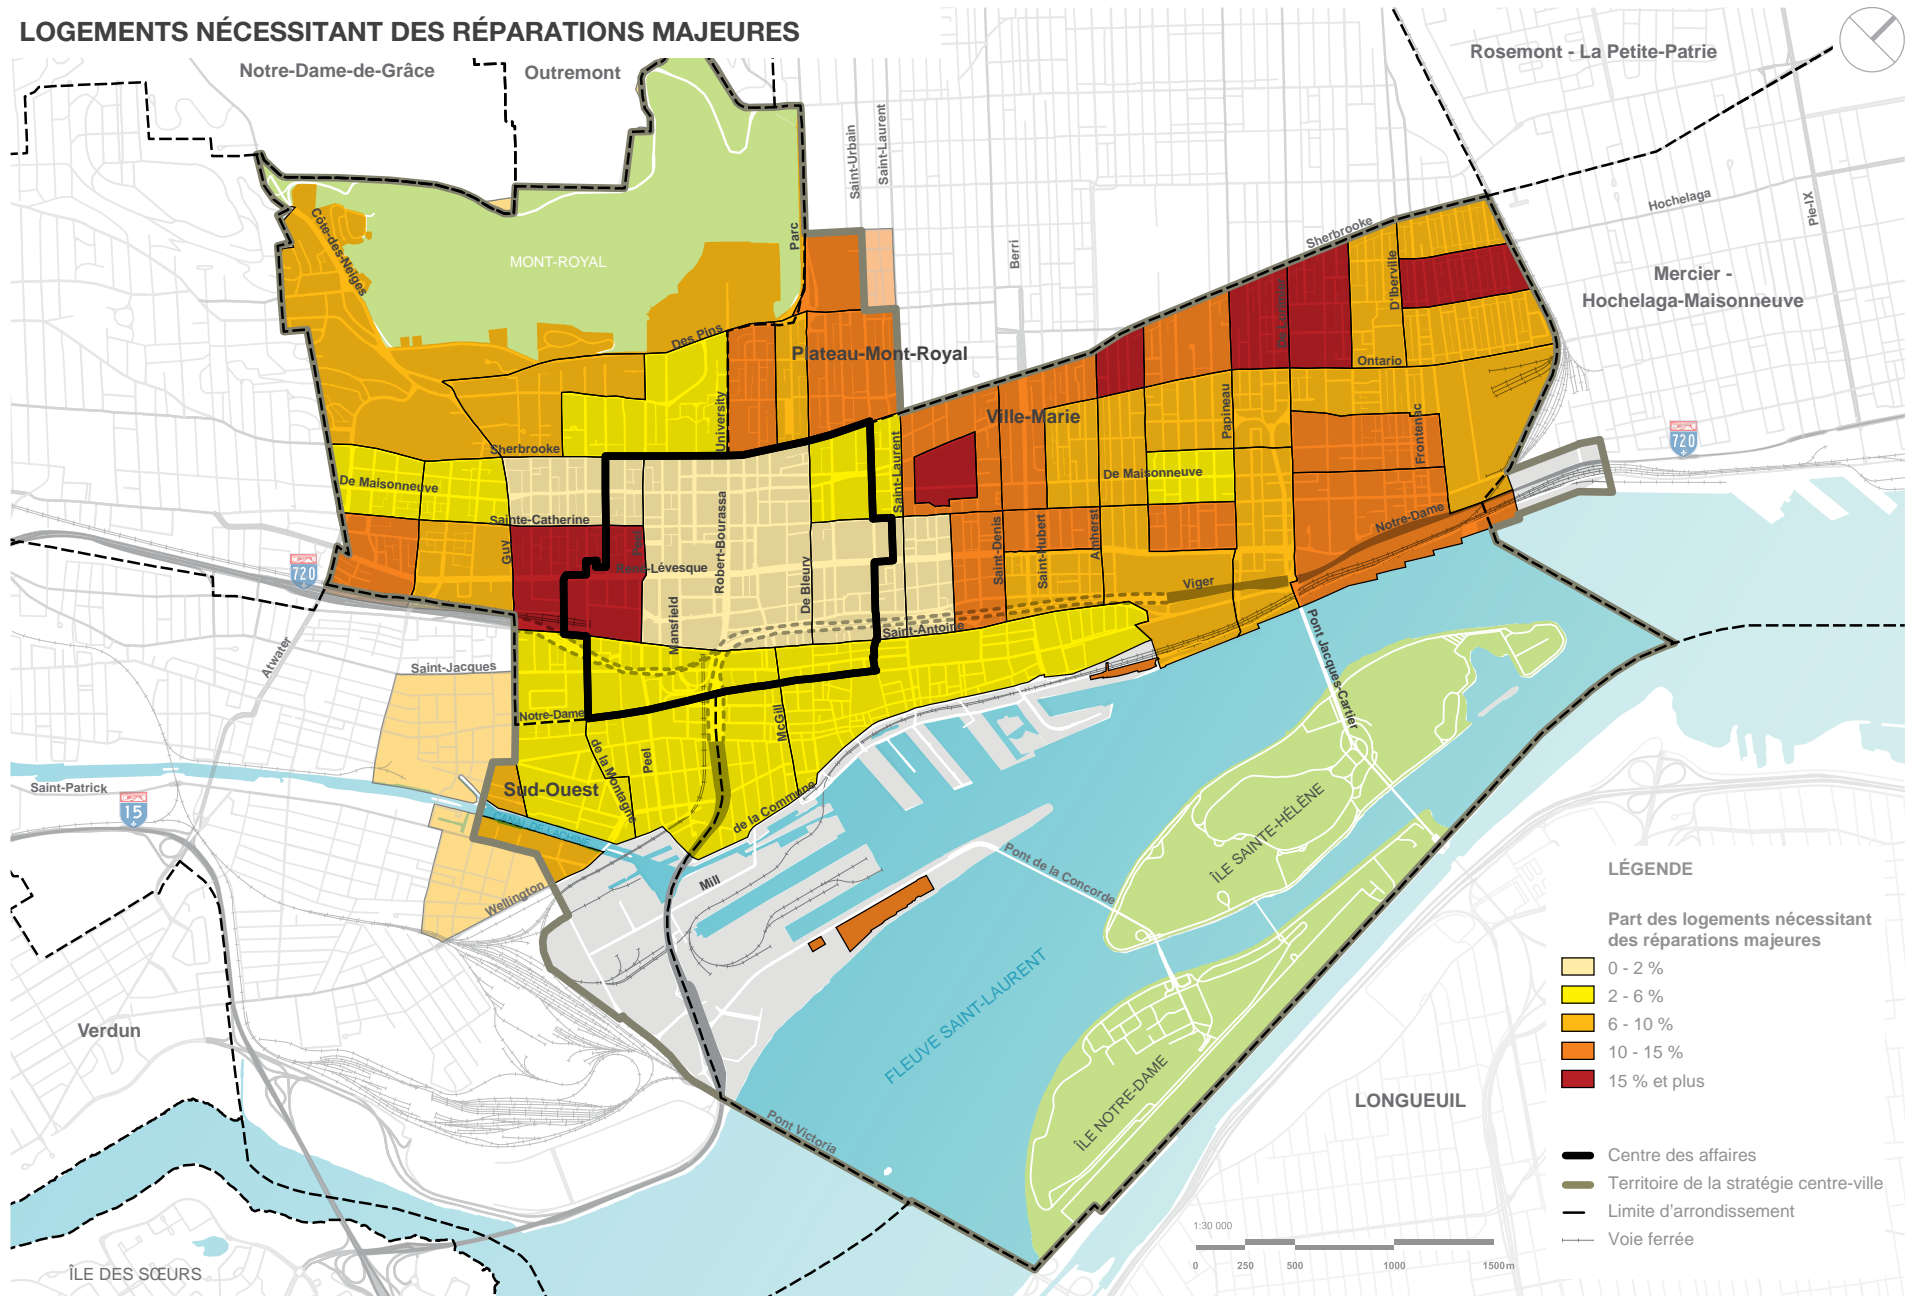 LOGEMENTS NÉCESSITANT DES RÉPARATIONS MAJEURES
Notre-Dame-de-Grâce
Outremont
Rosemont - La Petite-Patrie
Saint-Urbain
Saint-Laurent
Côte-des-Neiges
MONT-ROYAL
Parc
Berri
Sherbrooke
Hochelaga
Pie-IX
D'Iberville
Mercier -
Hochelaga-Maisonneuve
Des Pins
Plateau-Mont-Royal
De Lorimier
Ontario
University
Ville-Marie
Papineau
Frontenac
Sherbrooke
Saint-Laurent
720
De Maisonneuve
De Maisonneuve
Sainte-Catherine
Robert-Bourassa
Notre-Dame
Guy
Peel
René-Lévesque
De Bleury
Saint-Denis
Saint-Hubert
Amherst
720
Viger
Mansfield
Saint-Antoine
Pont Jacques-Cartier
Atwater
Saint-Jacques
Notre-Dame
McGill
de la Montagne
Peel
Saint-Patrick
15
Sud-Ouest
CANAL DE LACHINE
de la Commune
Wellington
Mill
Pont de la Concorde
ÎLE SAINTE-HÉLÈNE
FLEUVE SAINT-LAURENT
ÎLE NOTRE-DAME
Verdun
Pont Victoria
LONGUEUIL
ÎLE DES SŒURS
LÉGENDE
Part des logements nécessitant
des réparations majeures
0 - 2 %
2 - 6 %
6 - 10 %
10 - 15 %
15 % et plus
Centre des affaires
Territoire de la stratégie centre-ville
Limite d'arrondissement
Voie ferrée
1:30 000
0 250 500 1000 1500m